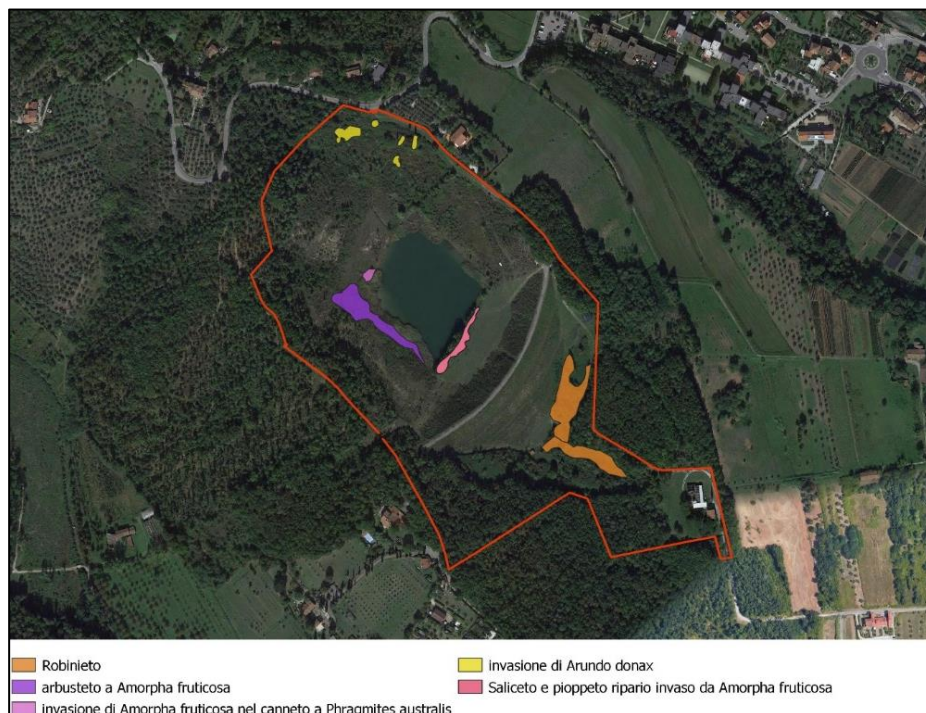 Robinieto
arbusteto a Amorpha fruticosa
invasione di Amorpha fruticosa nel canneto a Phragmites australis
invasione di Arundo donax
Saliceto e pioppeto ripario invaso da Amorpha fruticosa